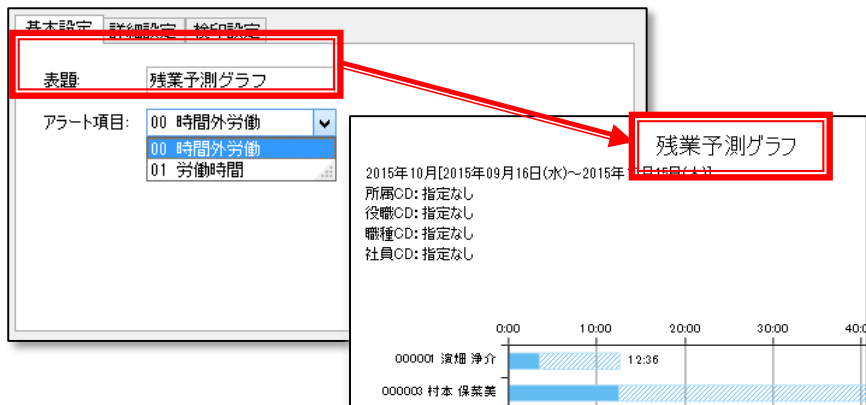 基本設定 詳細設定 検印設定
表題: 残業予測グラフ
アラート項目: 00 時間外労働
00 時間外労働
01 労働時間
残業予測グラフ
2015年10月[2015年09月16日(水)～2015年
所属CD:指定なし
役職CD:指定なし
職種CD:指定なし
社員CD:指定なし
0:00 10:00 20:00 30:00
000001 濵畑 浄介 12:36
000003 村本 保菜美